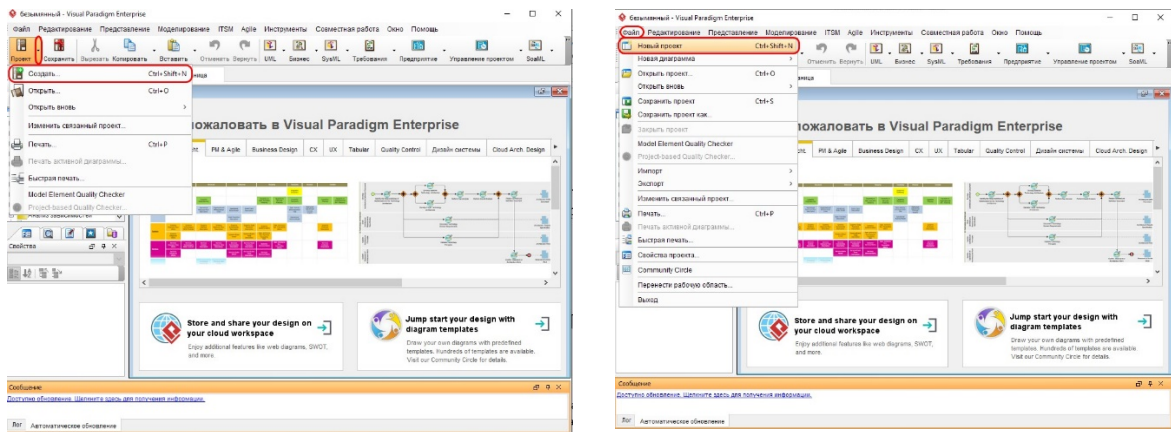 безымянный - Visual Paradigm Enterprise
Файл Редактирование Представление Моделирование ITSM Agile Инструменты Совместная работа Окно Помощь
Проект Сохранить Вырезать Копировать Вставить Отменить Вернуть UML Бизнес SysML Требования Предприятие Управление проектом SoaML
Создать... Ctrl+Shift+N
Открыть... Ctrl+O
Открыть вновь
Изменить связанный проект...
Печать... Ctrl+P
Печать активной диаграммы...
Быстрая печать...
Model Element Quality Checker
Project-based Quality Checker...
Свойства
ожаловать в Visual Paradigm Enterprise
PM & Agile Business Design CX UX Tabular Quality Control Дизайн системы Cloud Arch. Design
Store and share your design on
your cloud workspace
Enjoy additional features like web diagrams, SWOT,
and more.
Jump start your design with
diagram templates
Draw your own diagrams with predefined
templates. Hundreds of templates are available.
Visit our Community Circle for details.
Сообщение
Доступно обновление. Щелкните здесь для получения информации.
Лог Автоматическое обновление
безымянный - Visual Paradigm Enterprise
Файл Редактирование Представление Моделирование ITSM Agile Инструменты Совместная работа Окно Помощь
Отменить Вернуть UML Бизнес SysML Требования Предприятие Управление проектом SoaML
Новый проект Ctrl+Shift+N
Новая диаграмма
Открыть проект... Ctrl+O
Открыть вновь
Сохранить проект Ctrl+S
Сохранить проект как...
Закрыть проект
Model Element Quality Checker
Project-based Quality Checker...
Импорт
Экспорт
Изменить связанный проект...
Печать... Ctrl+P
Печать активной диаграммы...
Быстрая печать...
Свойства проекта...
Community Circle
Перенести рабочую область...
Выход
ожаловать в Visual Paradigm Enterprise
PM & Agile Business Design CX UX Tabular Quality Control Дизайн системы Cloud Arch. Design
Store and share your design on
your cloud workspace
Enjoy additional features like web diagrams, SWOT,
and more.
Jump start your design with
diagram templates
Draw your own diagrams with predefined
templates. Hundreds of templates are available.
Visit our Community Circle for details.
Сообщение
Доступно обновление. Щелкните здесь для получения информации.
Лог Автоматическое обновление